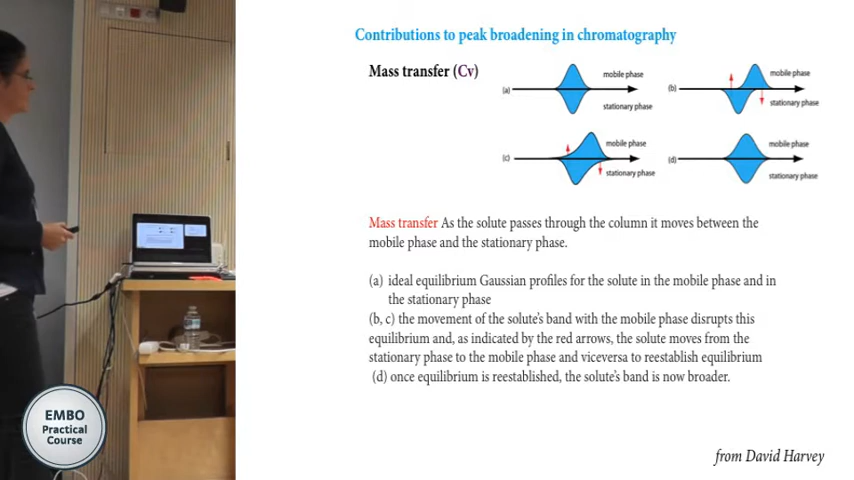 Contributions to peak broadening in chromatography
Mass transfer (Cv)
(a)
mobile phase
stationary phase
(b)
mobile phase
stationary phase
(c)
mobile phase
stationary phase
(d)
mobile phase
stationary phase
Mass transfer As the solute passes through the column it moves between the
mobile phase and the stationary phase.
(a) ideal equilibrium Gaussian profiles for the solute in the mobile phase and in
the stationary phase
(b, c) the movement of the solute's band with the mobile phase disrupts this
equilibrium and, as indicated by the red arrows, the solute moves from the
stationary phase to the mobile phase and viceversa to reestablish equilibrium
(d) once equilibrium is reestablished, the solute's band is now broader.
from David Harvey
EMBO
Practical
Course